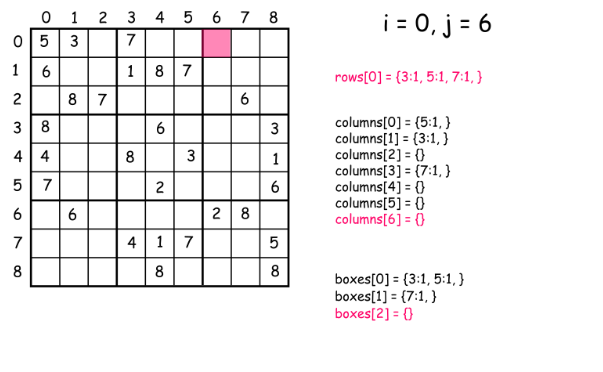 0 1 2 3 4 5 6 7 8
i = 0, j = 6
0 5 3 7
1 6 1 8 7
rows[0] = {3:1, 5:1, 7:1, }
2 8 7 6
3 8 6 3
4 4 8 3 1
5 7 2 6
6 6 2 8
7 4 1 7 5
8 8 8
columns[0] = {5:1, }
columns[1] = {3:1, }
columns[2] = {}
columns[3] = {7:1, }
columns[4] = {}
columns[5] = {}
columns[6] = {}
boxes[0] = {3:1, 5:1, }
boxes[1] = {7:1, }
boxes[2] = {}